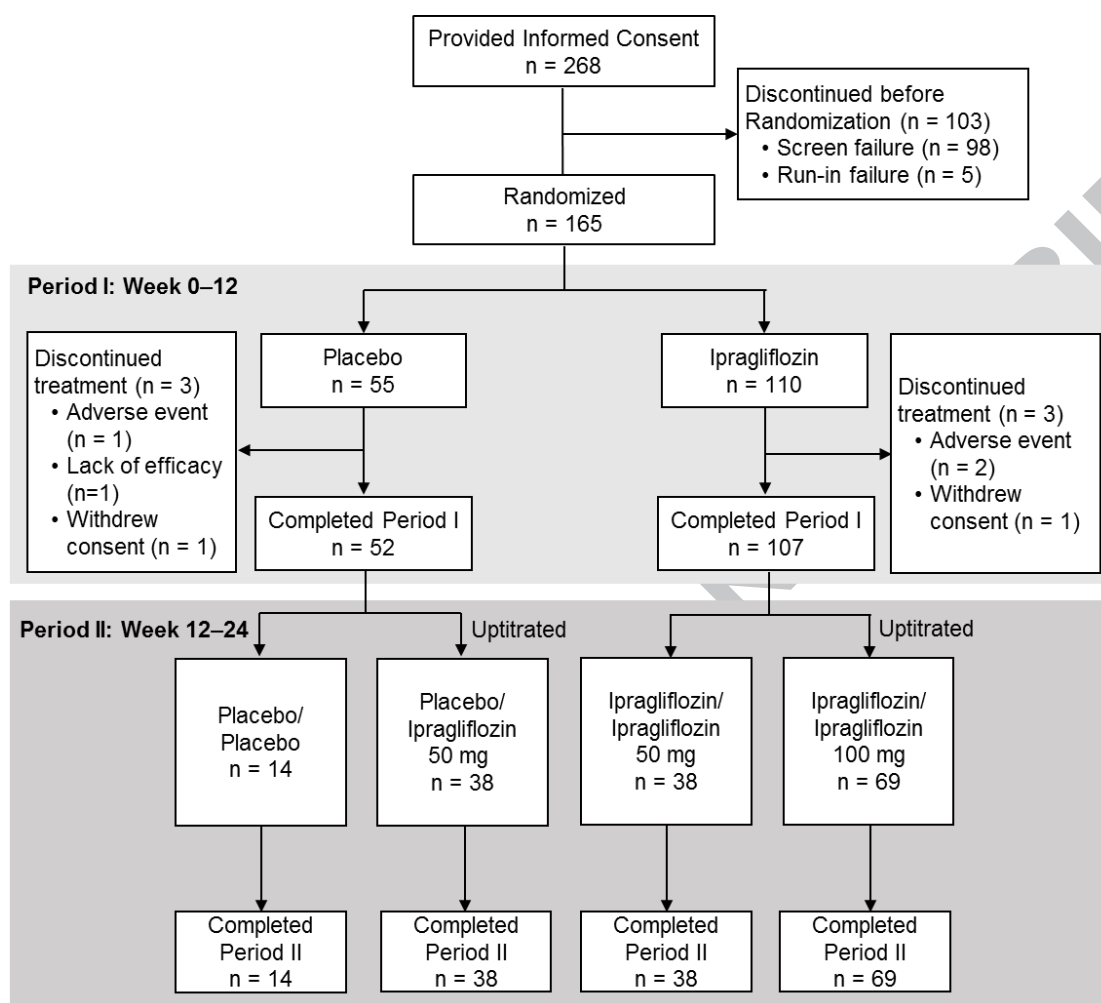 Provided Informed Consent
n = 268
Discontinued before
Randomization (n = 103)
• Screen failure (n = 98)
• Run-in failure (n = 5)
Randomized
n = 165
Period I: Week 0–12
Placebo
n = 55
Ipragliflozin
n = 110
Discontinued
treatment (n = 3)
• Adverse event
(n = 1)
• Lack of efficacy
(n=1)
• Withdrew
consent (n = 1)
Discontinued
treatment (n = 3)
• Adverse event
(n = 2)
• Withdrew
consent (n = 1)
Completed Period I
n = 52
Completed Period I
n = 107
Period II: Week 12–24
Uptitrated
Uptitrated
Placebo/
Placebo
n = 14
Placebo/
Ipragliflozin
50 mg
n = 38
Ipragliflozin/
Ipragliflozin
50 mg
n = 38
Ipragliflozin/
Ipragliflozin
100 mg
n = 69
Completed
Period II
n = 14
Completed
Period II
n = 38
Completed
Period II
n = 38
Completed
Period II
n = 69